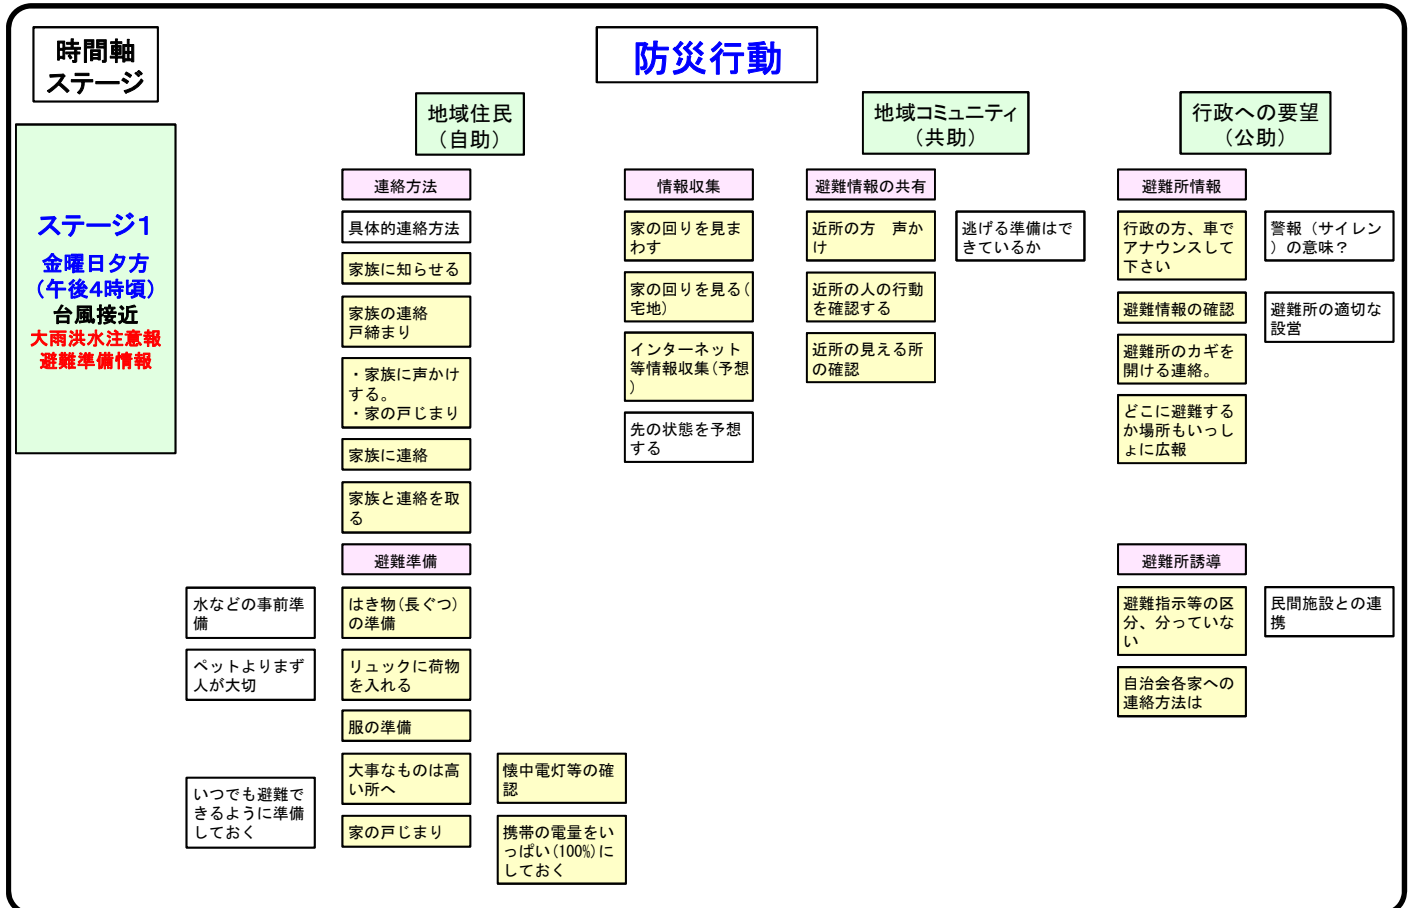 時間軸
ステージ
防災行動
地域住民
（自助）
地域コミュニティ
（共助）
行政への要望
（公助）
ステージ1
金曜日夕方
（午後4時頃）
台風接近
大雨洪水注意報
避難準備情報
連絡方法
具体的連絡方法
家族に知らせる
家族の連絡
戸締まり
・家族に声かけ
する。
・家の戸じまり
家族に連絡
家族と連絡を取
る
避難準備
水などの事前準
備
ペットよりまず
人が大切
いつでも避難で
きるように準備
しておく
はき物(長ぐつ)
の準備
リュックに荷物
を入れる
服の準備
大事なものは高
い所へ
家の戸じまり
懐中電灯等の確
認
携帯の電量をい
っぱい(100%)に
しておく
情報収集
家の回りを見ま
わす
家の回りを見る(
宅地)
インターネット
等情報収集(予想
)
先の状態を予想
する
避難情報の共有
近所の方　声か
け
近所の人の行動
を確認する
近所の見える所
の確認
逃げる準備はで
きているか
避難所情報
行政の方、車で
アナウンスして
下さい
避難情報の確認
避難所のカギを
開ける連絡。
どこに避難する
か場所もいっし
ょに広報
警報（サイレン
）の意味？
避難所の適切な
設営
避難所誘導
避難指示等の区
分、分っていな
い
自治会各家への
連絡方法は
民間施設との連
携